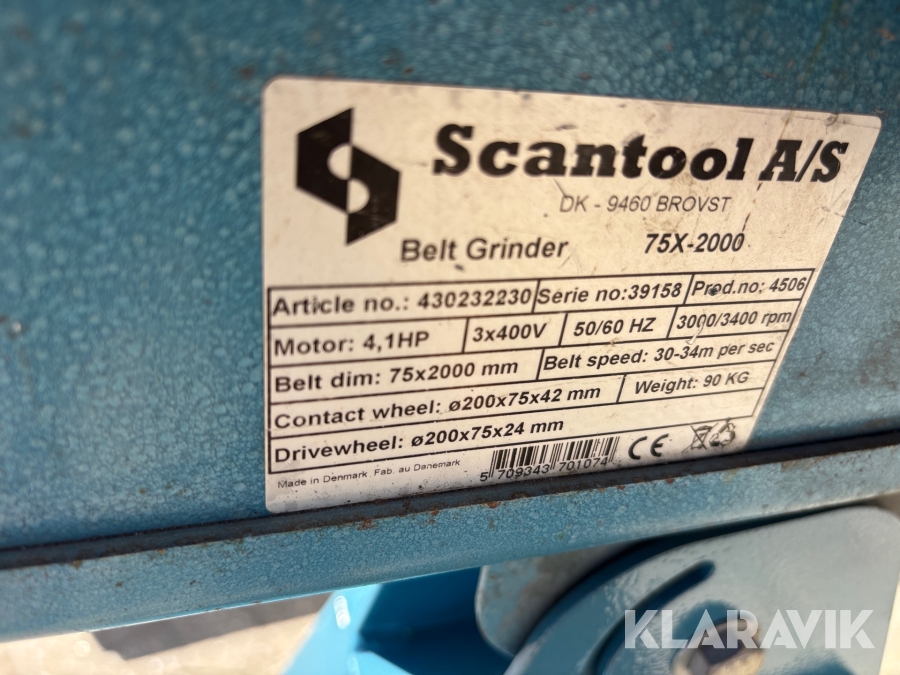 Scantool A/S
DK - 9460 BROVST
Belt Grinder 75X-2000
Article no.: 430232230 Serie no:39158 Prod.no: 4506
Motor: 4,1HP 3x400V 50/60 HZ 3000/3400 rpm
Belt dim: 75x2000 mm Belt speed: 30-34m per sec
Contact wheel: ø200x75x42 mm Weight: 90 KG
Drivewheel: ø200x75x24 mm
Made in Denmark Fab. au Danemark 5 709343 701074 CE
KLARAVIK